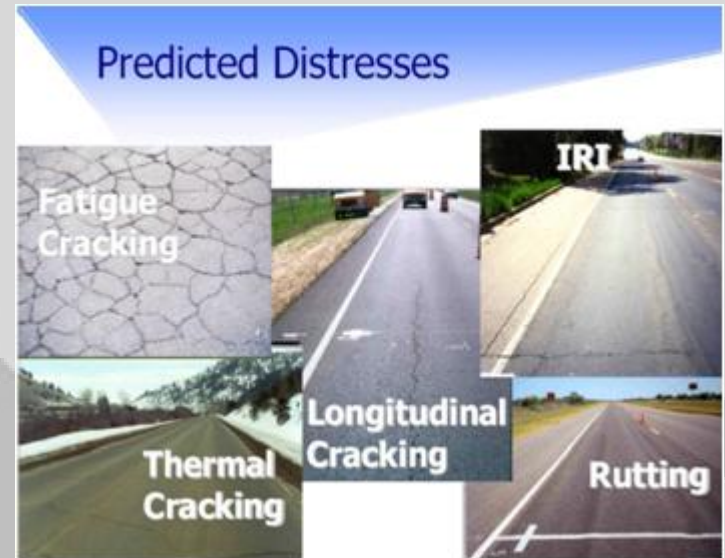 Predicted Distresses
Fatigue
Cracking
IRI
Longitudinal
Cracking
Thermal
Cracking
Rutting